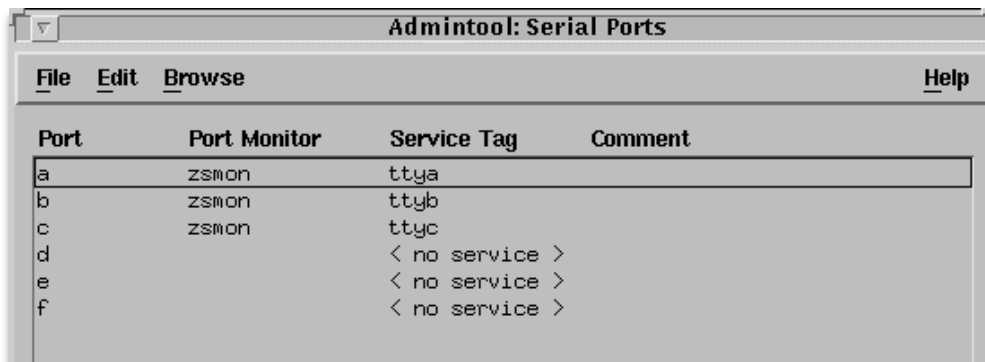 Admintool: Serial Ports
File Edit Browse Help
Port Port Monitor Service Tag Comment
a zsmon ttya
b zsmon ttyb
c zsmon ttyc
d < no service >
e < no service >
f < no service >